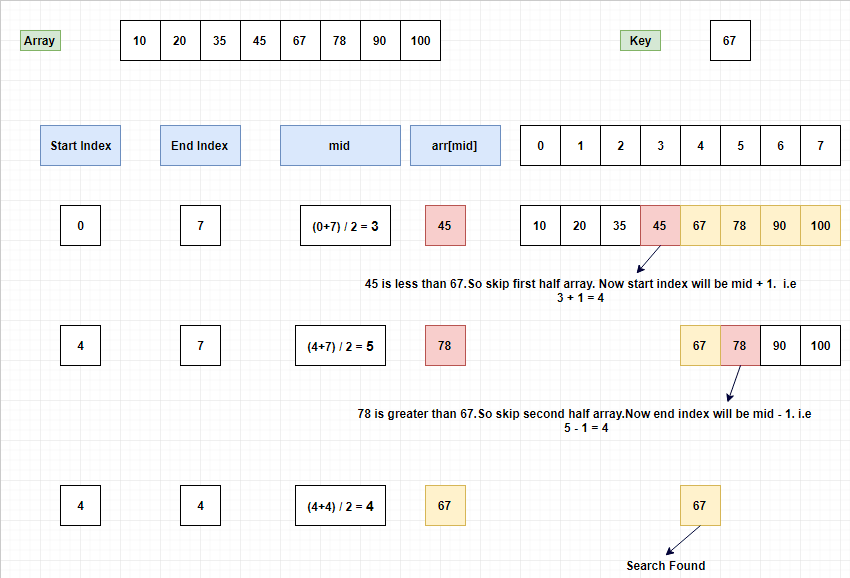 Array 10 20 35 45 67 78 90 100 Key 67
Start Index End Index mid arr[mid] 0 1 2 3 4 5 6 7
0 7 (0+7) / 2 = 3 45 10 20 35 45 67 78 90 100
45 is less than 67.So skip first half array. Now start index will be mid + 1. i.e
3 + 1 = 4
4 7 (4+7) / 2 = 5 78 67 78 90 100
78 is greater than 67.So skip second half array.Now end index will be mid - 1. i.e
5 - 1 = 4
4 4 (4+4) / 2 = 4 67 67
Search Found